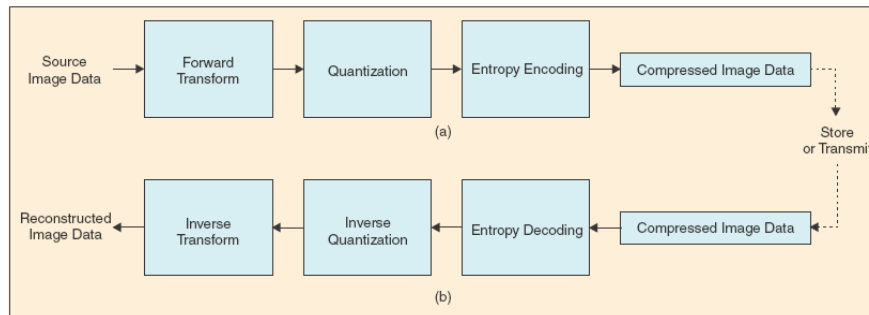 Source
Image Data
Forward
Transform
Quantization
Entropy Encoding
Compressed Image Data
(a)
Store
or Transmit
Reconstructed
Image Data
Inverse
Transform
Inverse
Quantization
Entropy Decoding
Compressed Image Data
(b)